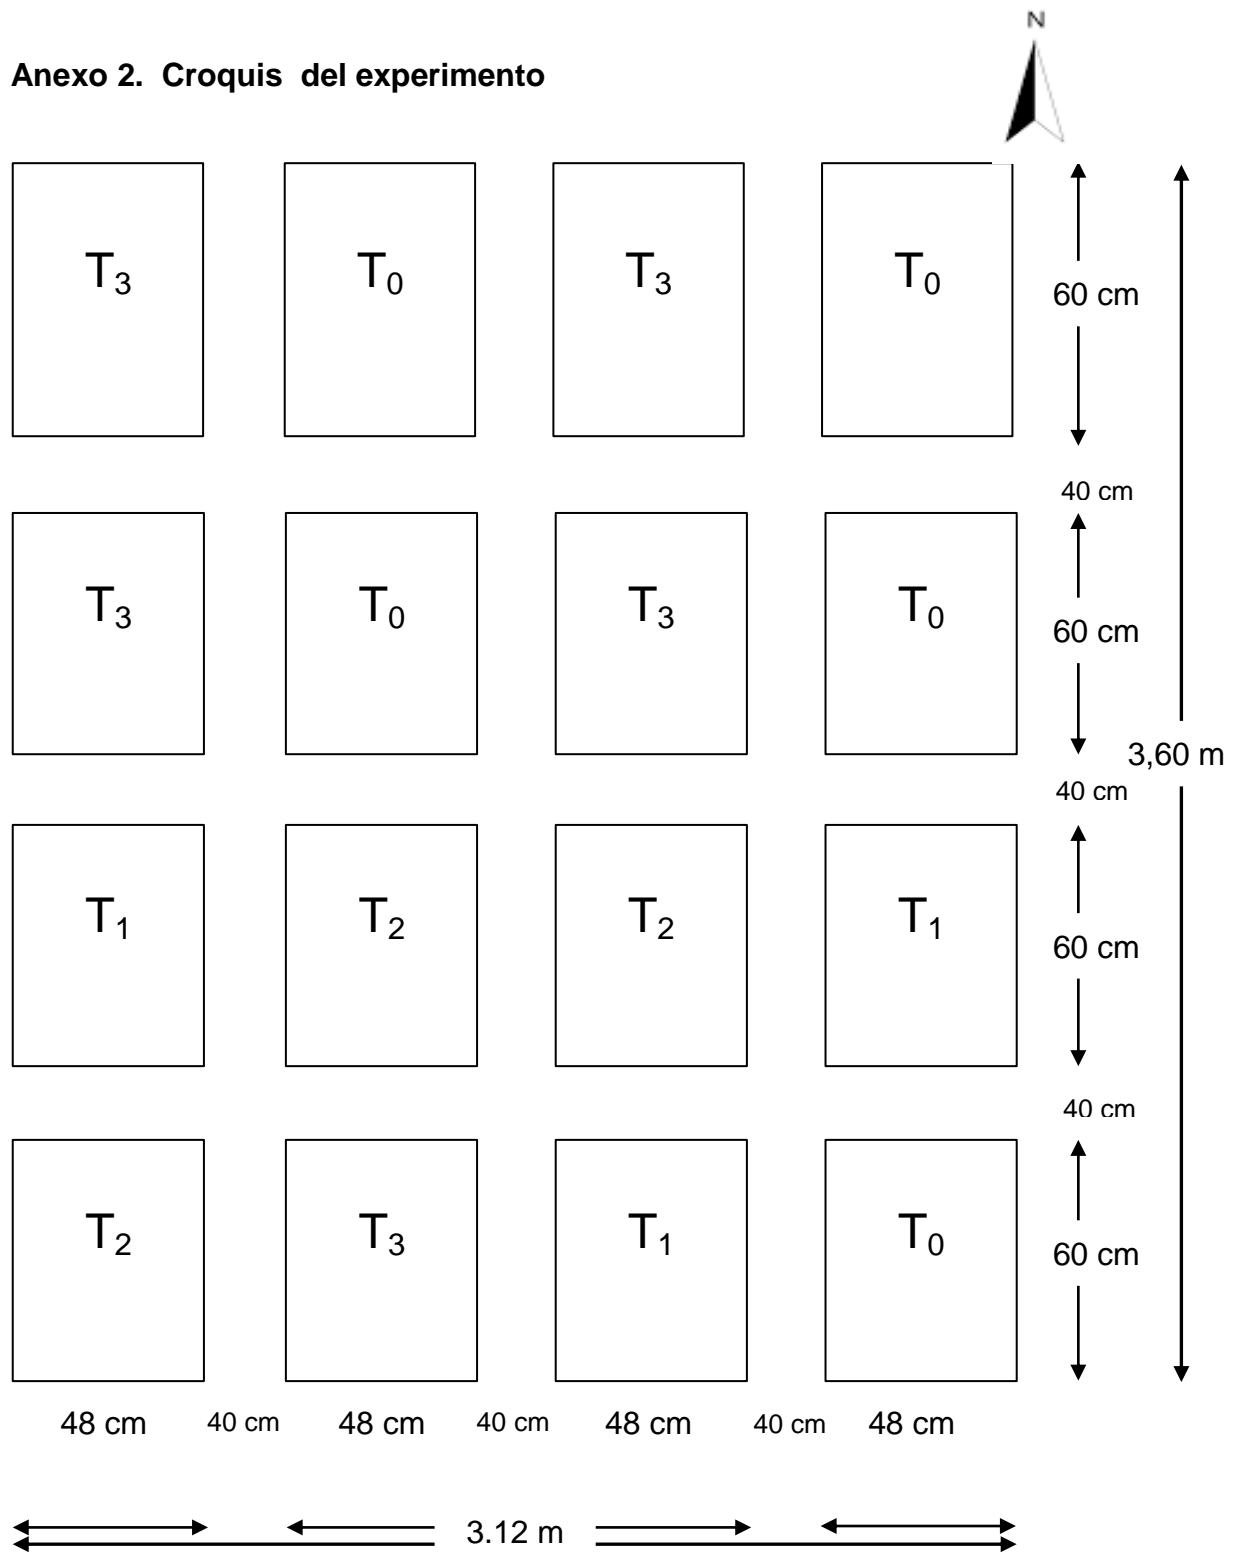 N
Anexo 2.  Croquis  del experimento
T₃ T₀ T₃ T₀
60 cm
40 cm
T₃ T₀ T₃ T₀
60 cm
3,60 m
40 cm
T₁ T₂ T₂ T₁
60 cm
40 cm
T₂ T₃ T₁ T₀
60 cm
48 cm 40 cm 48 cm 40 cm 48 cm 40 cm 48 cm
3.12 m